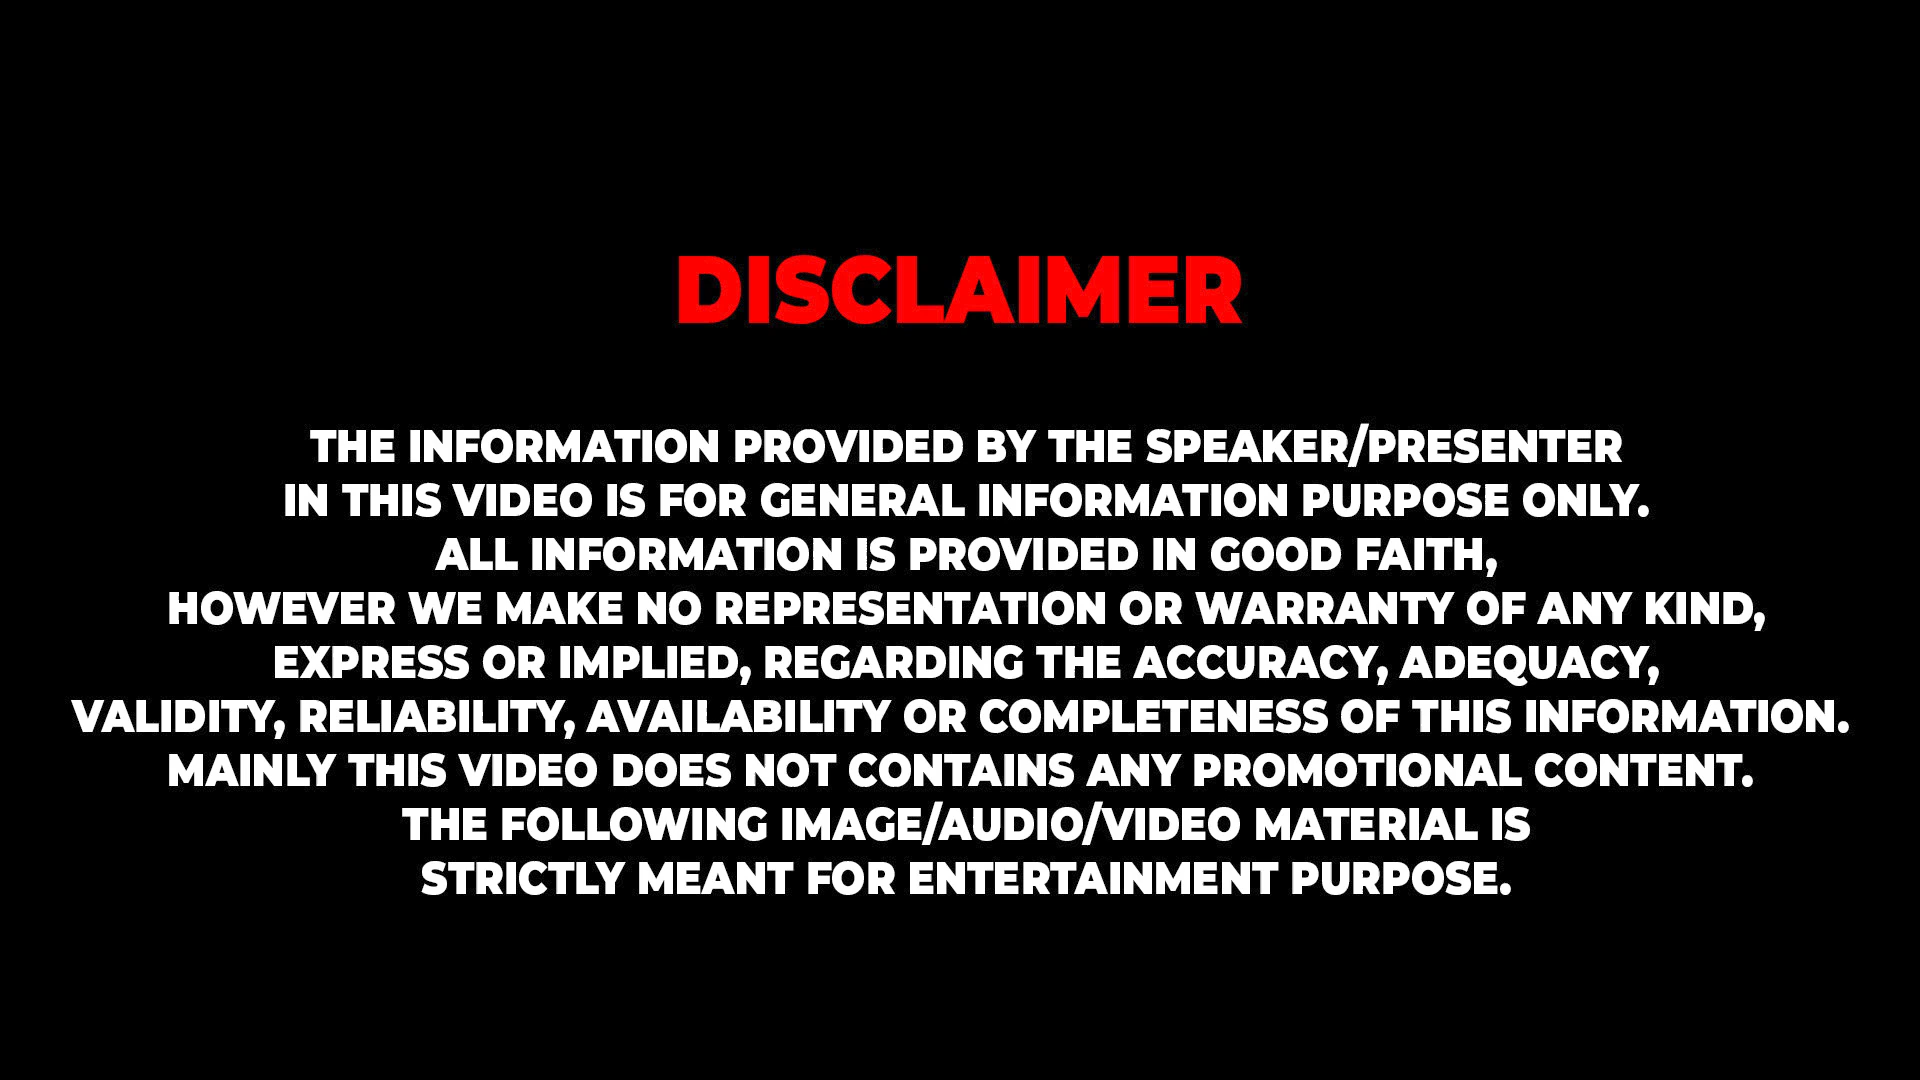 DISCLAIMER
THE INFORMATION PROVIDED BY THE SPEAKER/PRESENTER
IN THIS VIDEO IS FOR GENERAL INFORMATION PURPOSE ONLY.
ALL INFORMATION IS PROVIDED IN GOOD FAITH,
HOWEVER WE MAKE NO REPRESENTATION OR WARRANTY OF ANY KIND,
EXPRESS OR IMPLIED, REGARDING THE ACCURACY, ADEQUACY,
VALIDITY, RELIABILITY, AVAILABILITY OR COMPLETENESS OF THIS INFORMATION.
MAINLY THIS VIDEO DOES NOT CONTAINS ANY PROMOTIONAL CONTENT.
THE FOLLOWING IMAGE/AUDIO/VIDEO MATERIAL IS
STRICTLY MEANT FOR ENTERTAINMENT PURPOSE.